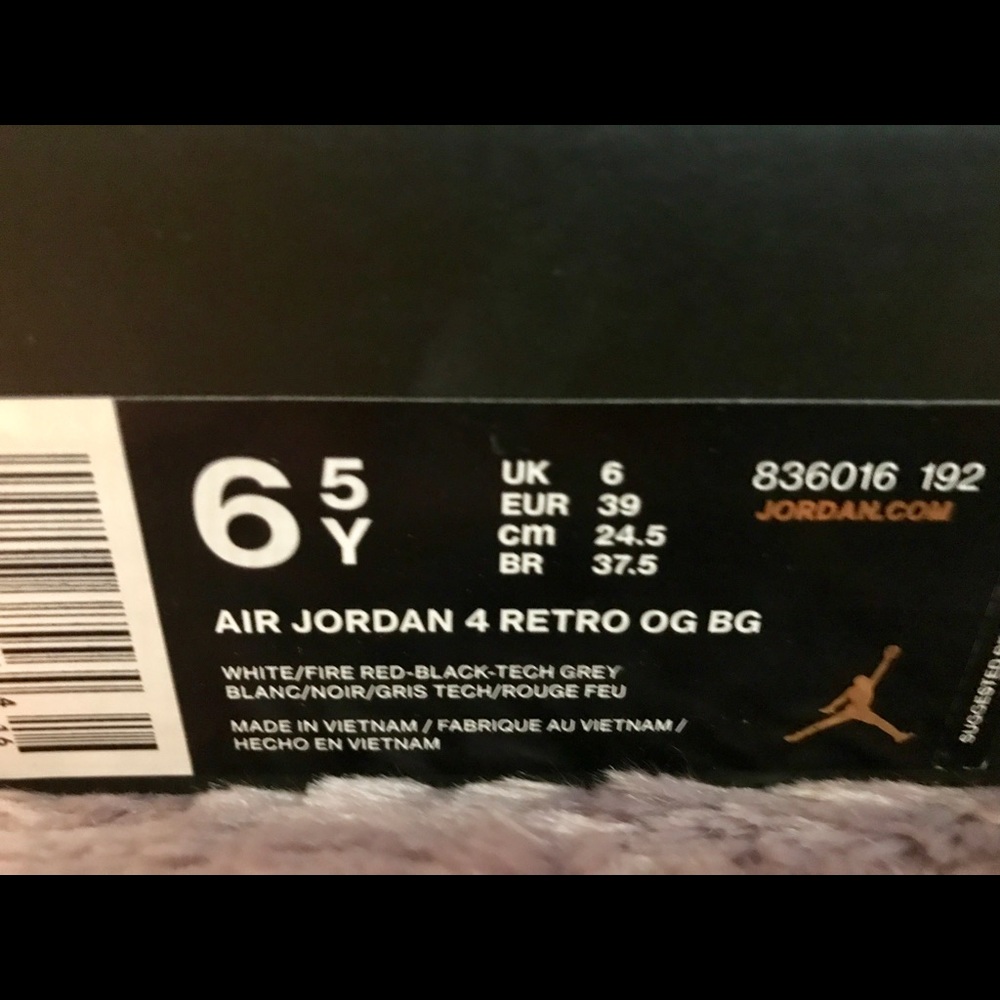 6 5 Y
UK 6
EUR 39
cm 24.5
BR 37.5
836016 192
JORDAN.COM
AIR JORDAN 4 RETRO OG BG
WHITE/FIRE RED-BLACK-TECH GREY
BLANC/NOIR/GRIS TECH/ROUGE FEU
MADE IN VIETNAM / FABRIQUE AU VIETNAM /
HECHO EN VIETNAM
SUGGESTED